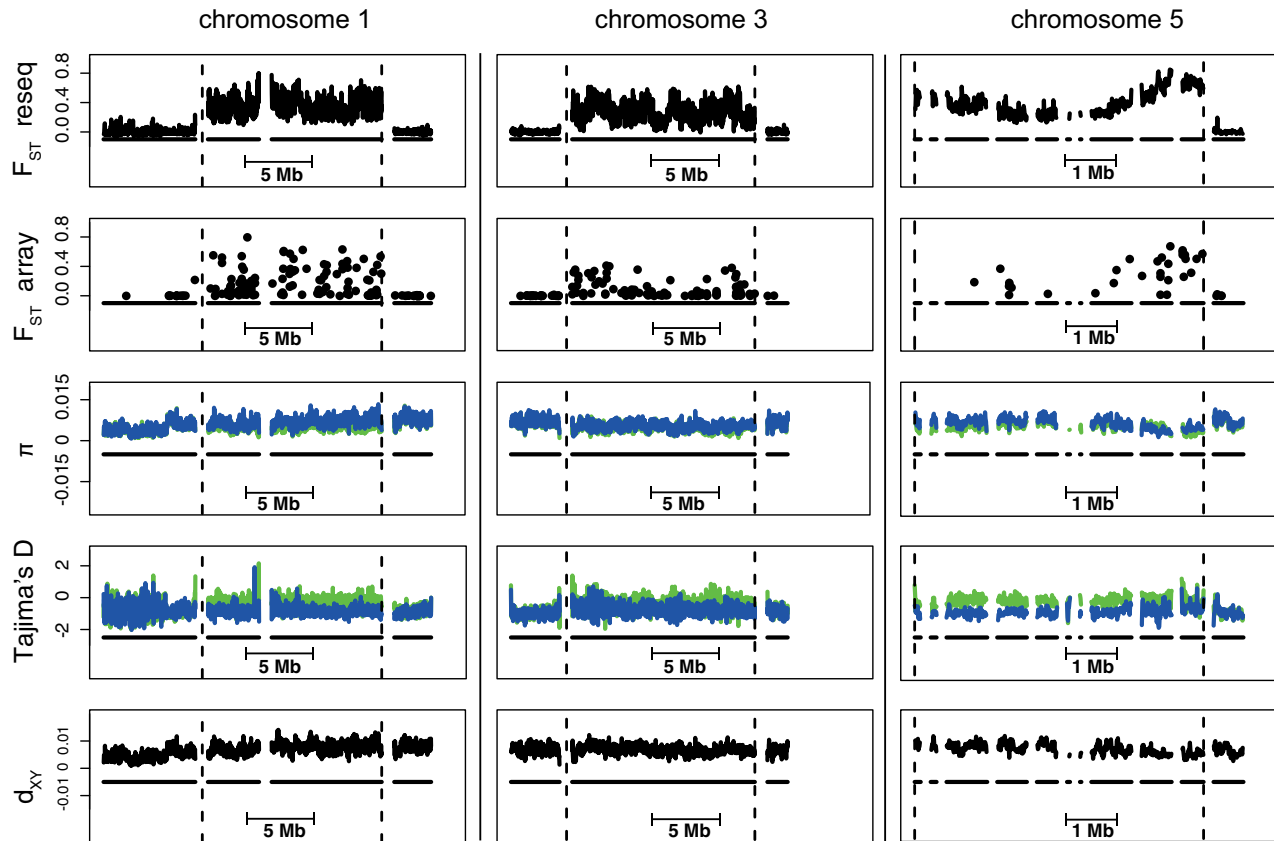 chromosome 1 chromosome 3 chromosome 5
FST reseq
0.0 0.4 0.8
5 Mb 5 Mb 1 Mb
FST array
0.0 0.4 0.8
5 Mb 5 Mb 1 Mb
π
-0.015 0 0.015
5 Mb 5 Mb 1 Mb
Tajima's D
-2 0 2
5 Mb 5 Mb 1 Mb
dXY
-0.01 0 0.01
5 Mb 5 Mb 1 Mb